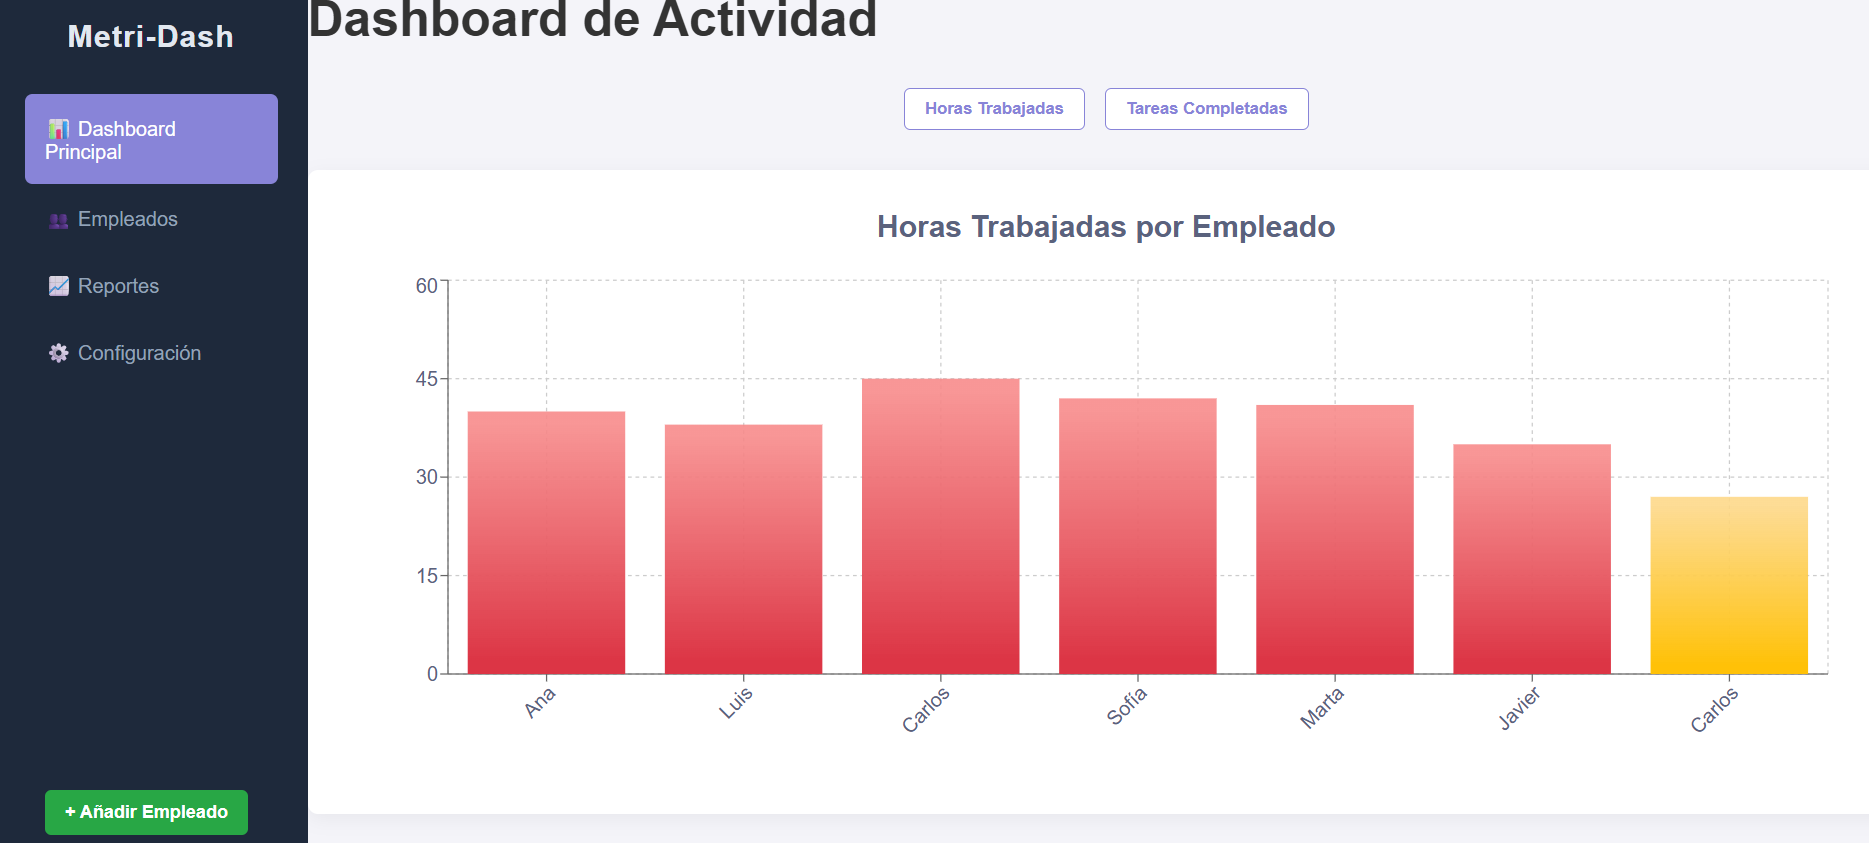 Metri-Dash
Dashboard
Principal
Empleados
Reportes
Configuración
+ Añadir Empleado
Dashboard de Actividad
Horas Trabajadas
Tareas Completadas
Horas Trabajadas por Empleado
60
45
30
15
0
Ana
Luis
Carlos
Sofía
Marta
Javier
Carlos